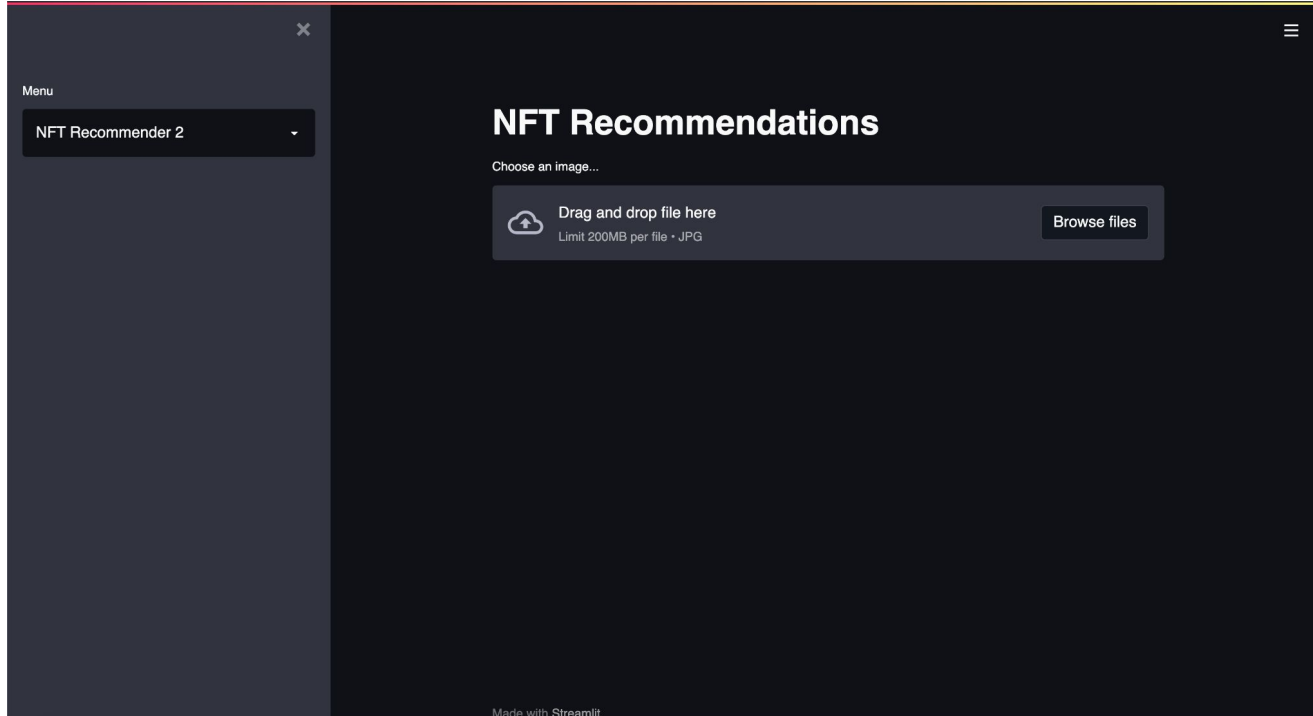 Menu
NFT Recommender 2
NFT Recommendations
Choose an image...
Drag and drop file here
Limit 200MB per file • JPG
Browse files
Made with Streamlit